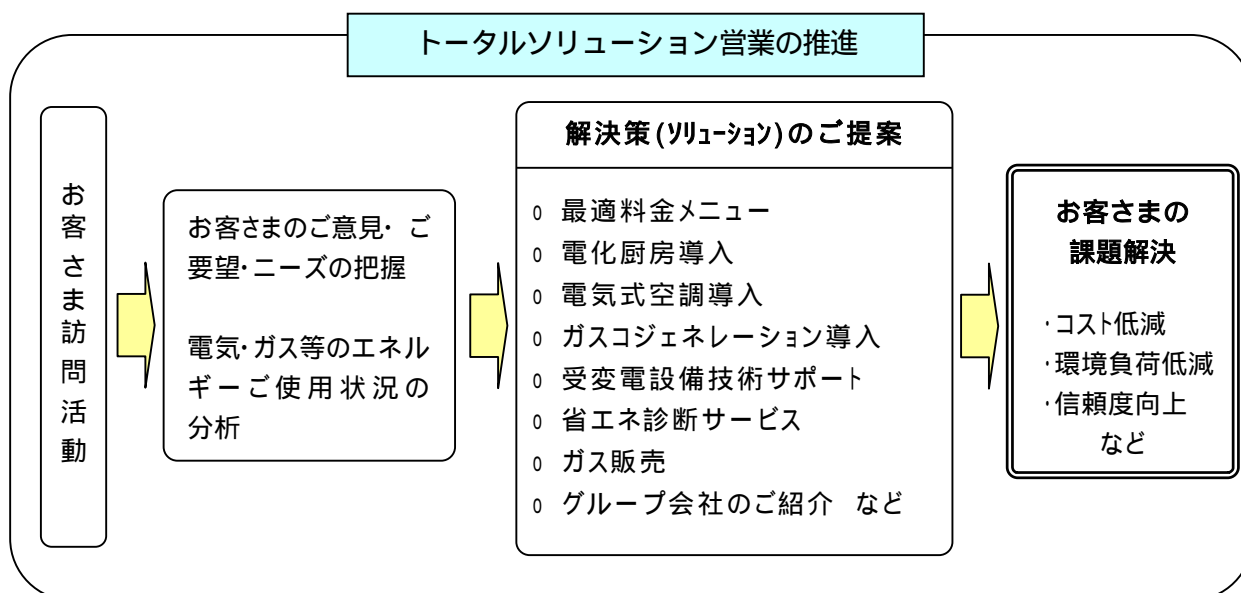 トータルソリューション営業の推進
お客さま訪問活動
お客さまのご意見・ご
要望・ニーズの把握
電気・ガス等のエネル
ギーご使用状況の
分析
解決策(ｿﾘｭｰｼｮﾝ)のご提案
o 最適料金メニュー
o 電化厨房導入
o 電気式空調導入
o ガスコジェネレーション導入
o 受変電設備技術サポート
o 省エネ診断サービス
o ガス販売
o グループ会社のご紹介 など
お客さまの
課題解決
・コスト低減
・環境負荷低減
・信頼度向上
など